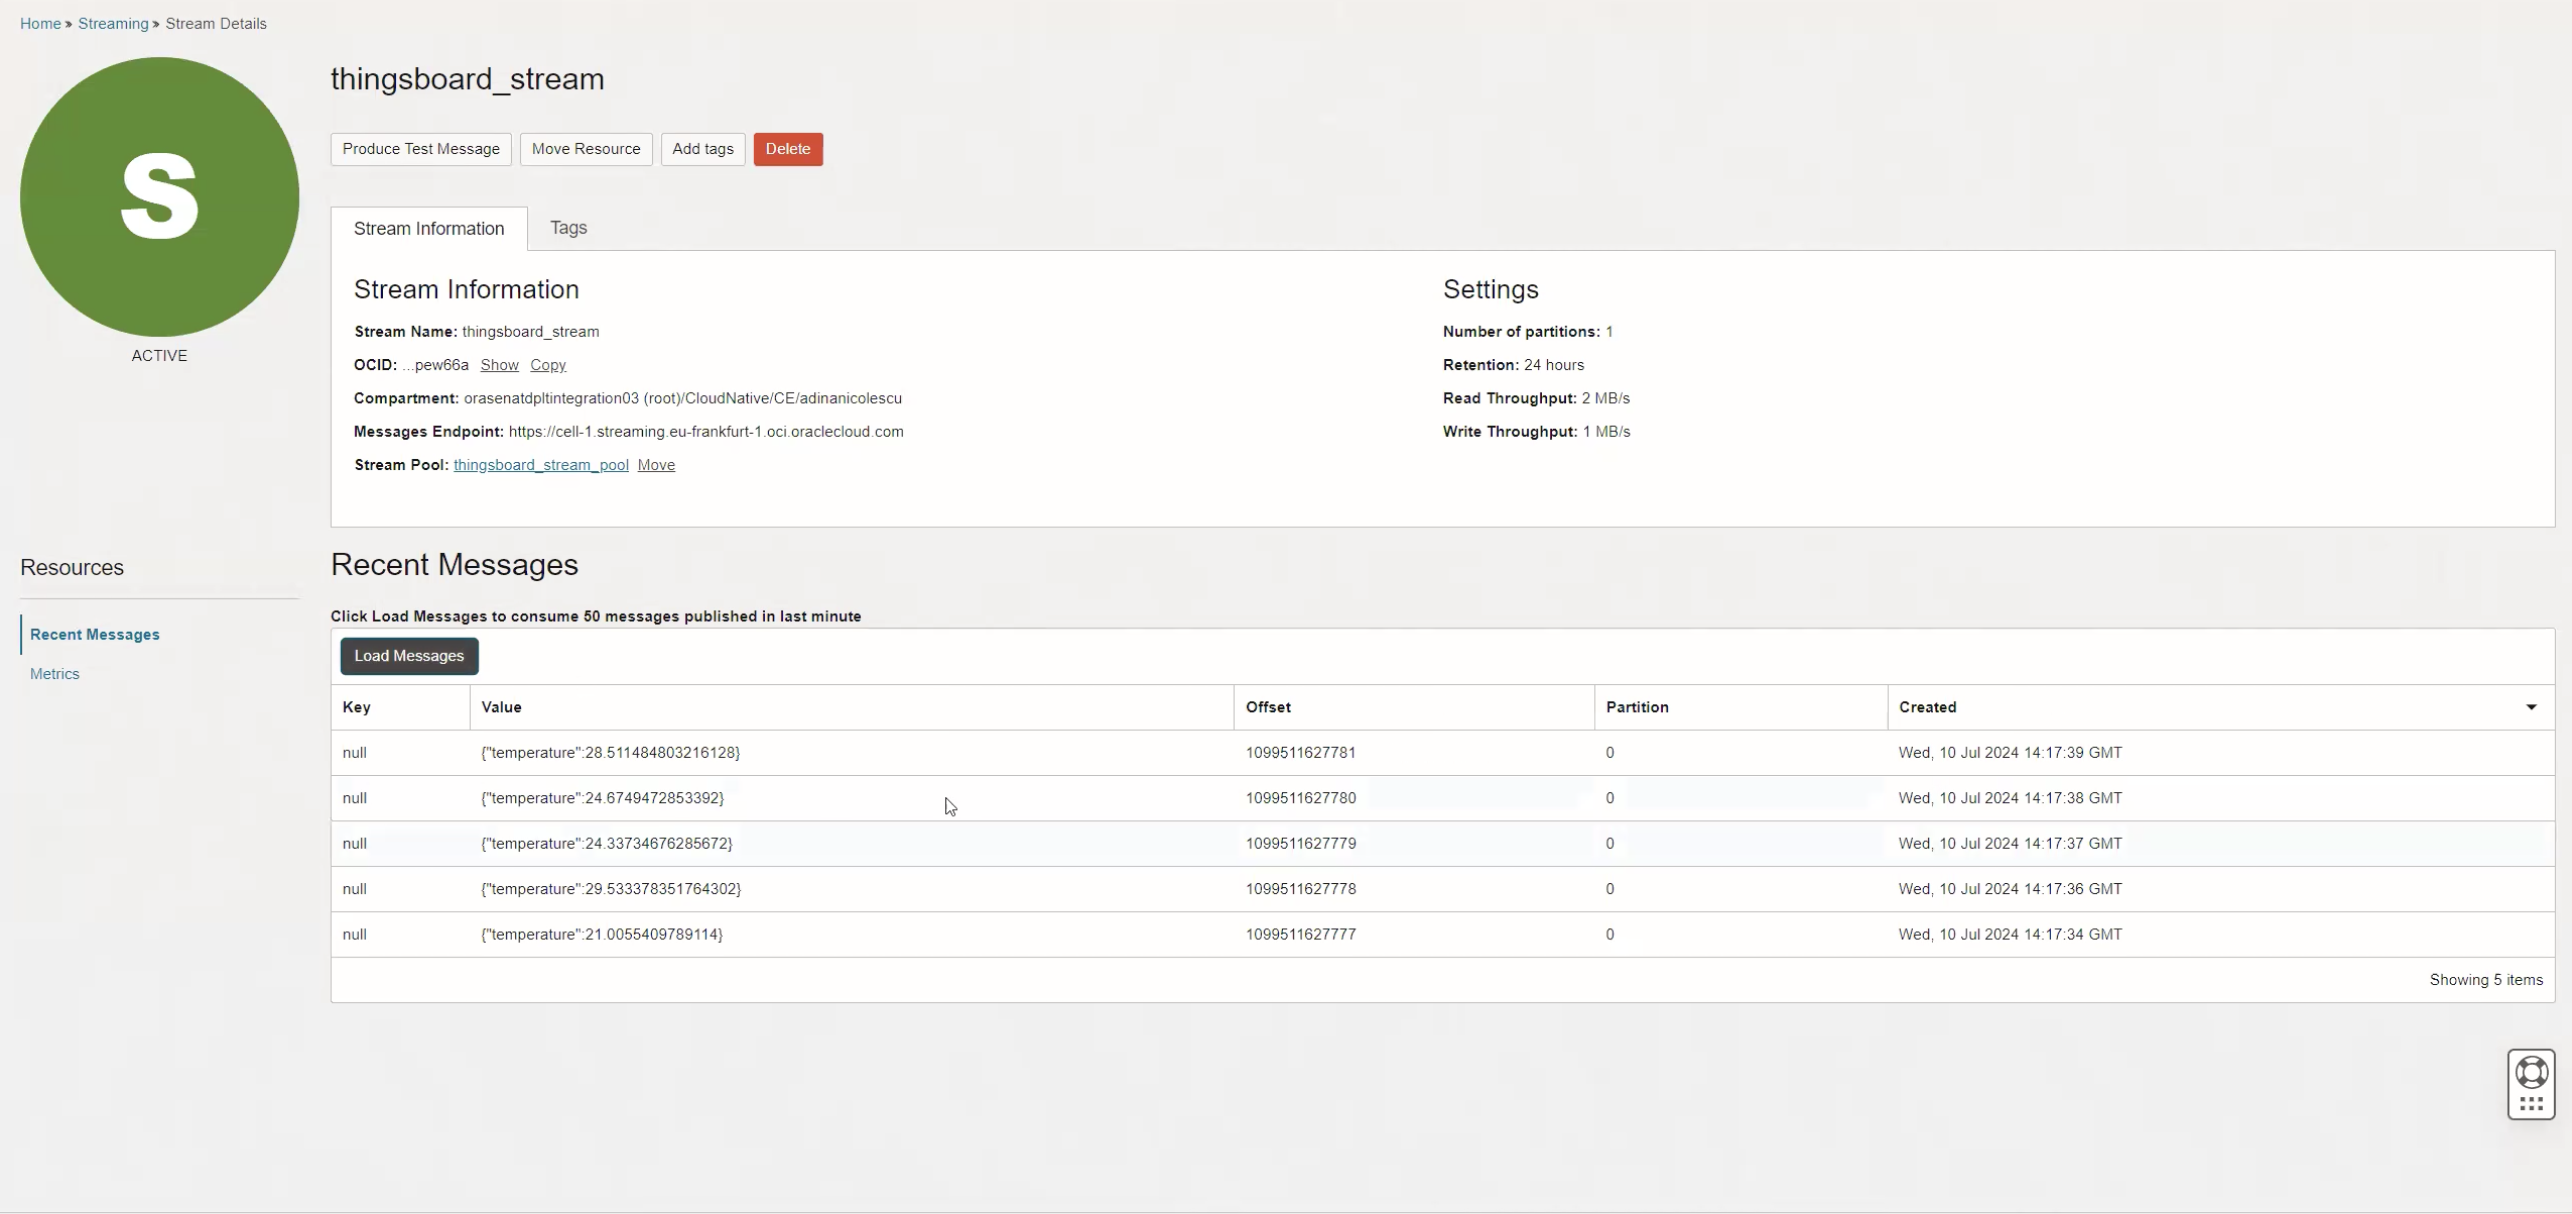 Home » Streaming » Stream Details
S
ACTIVE
thingsboard_stream
Produce Test Message Move Resource Add tags Delete
Stream Information Tags
Stream Information
Stream Name: thingsboard_stream
OCID: ...pew66a Show Copy
Compartment: orasenatdpltintegration03 (root)/CloudNative/CE/adinanicolescu
Messages Endpoint: https://cell-1.streaming.eu-frankfurt-1.oci.oraclecloud.com
Stream Pool: thingsboard_stream_pool Move
Settings
Number of partitions: 1
Retention: 24 hours
Read Throughput: 2 MB/s
Write Throughput: 1 MB/s
Resources
Recent Messages
Metrics
Recent Messages
Click Load Messages to consume 50 messages published in last minute
Load Messages
Key Value Offset Partition Created
null {"temperature":28.511484803216128} 1099511627781 0 Wed, 10 Jul 2024 14:17:39 GMT
null {"temperature":24.6749472853392} 1099511627780 0 Wed, 10 Jul 2024 14:17:38 GMT
null {"temperature":24.33734676285672} 1099511627779 0 Wed, 10 Jul 2024 14:17:37 GMT
null {"temperature":29.533378351764302} 1099511627778 0 Wed, 10 Jul 2024 14:17:36 GMT
null {"temperature":21.0055409789114} 1099511627777 0 Wed, 10 Jul 2024 14:17:34 GMT
Showing 5 items